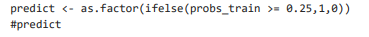 predict <- as.factor(ifelse(probs_train >= 0.25,1,0))
#predict